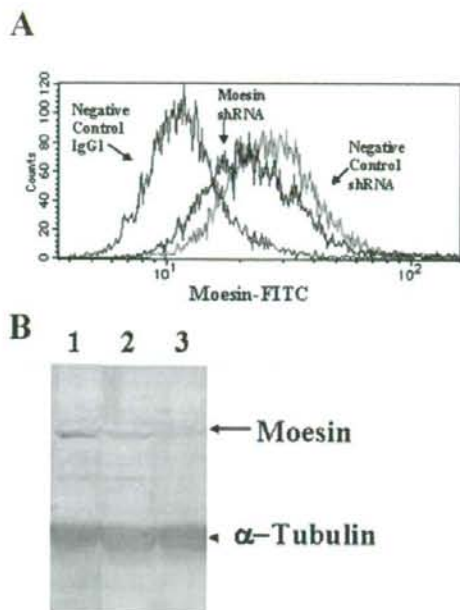 A
120
100
80
60
40
20
0
Counts
Negative
Control
IgG1
Moesin
shRNA
Negative
Control
shRNA
10¹
10²
Moesin-FITC
B
1 2 3
Moesin
α-Tubulin